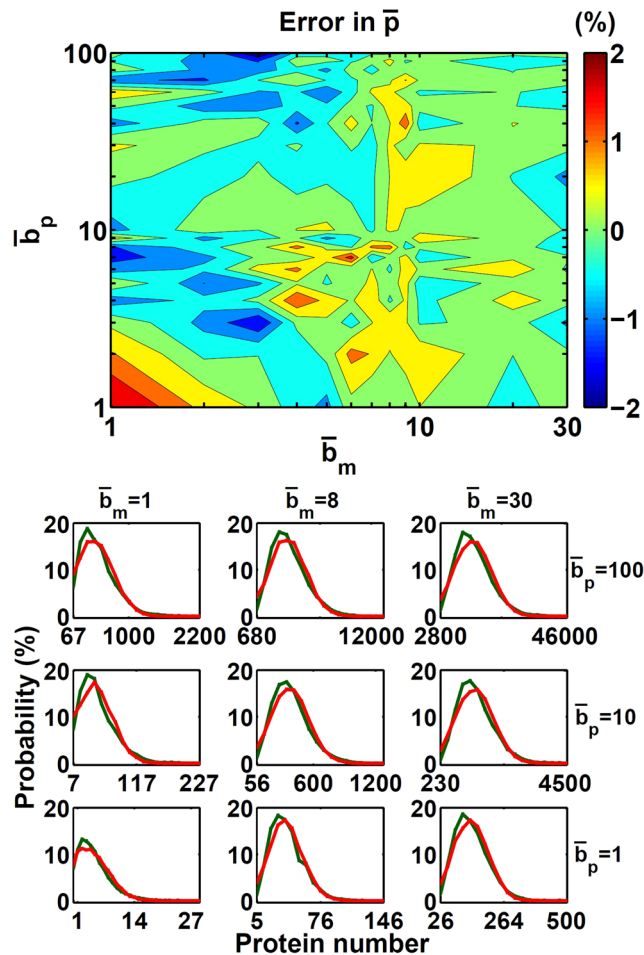 Error in p̅ (%)
100
10
1
b̅p
2
1
0
−1
−2
1 10 30
b̅m
b̅m=1 b̅m=8 b̅m=30
20
10
0
67 1000 2200
680 12000
2800 46000
b̅p=100
20
10
0
7 117 227
56 600 1200
230 4500
b̅p=10
20
10
0
1 14 27
5 76 146
26 264 500
b̅p=1
Probability (%)
Protein number